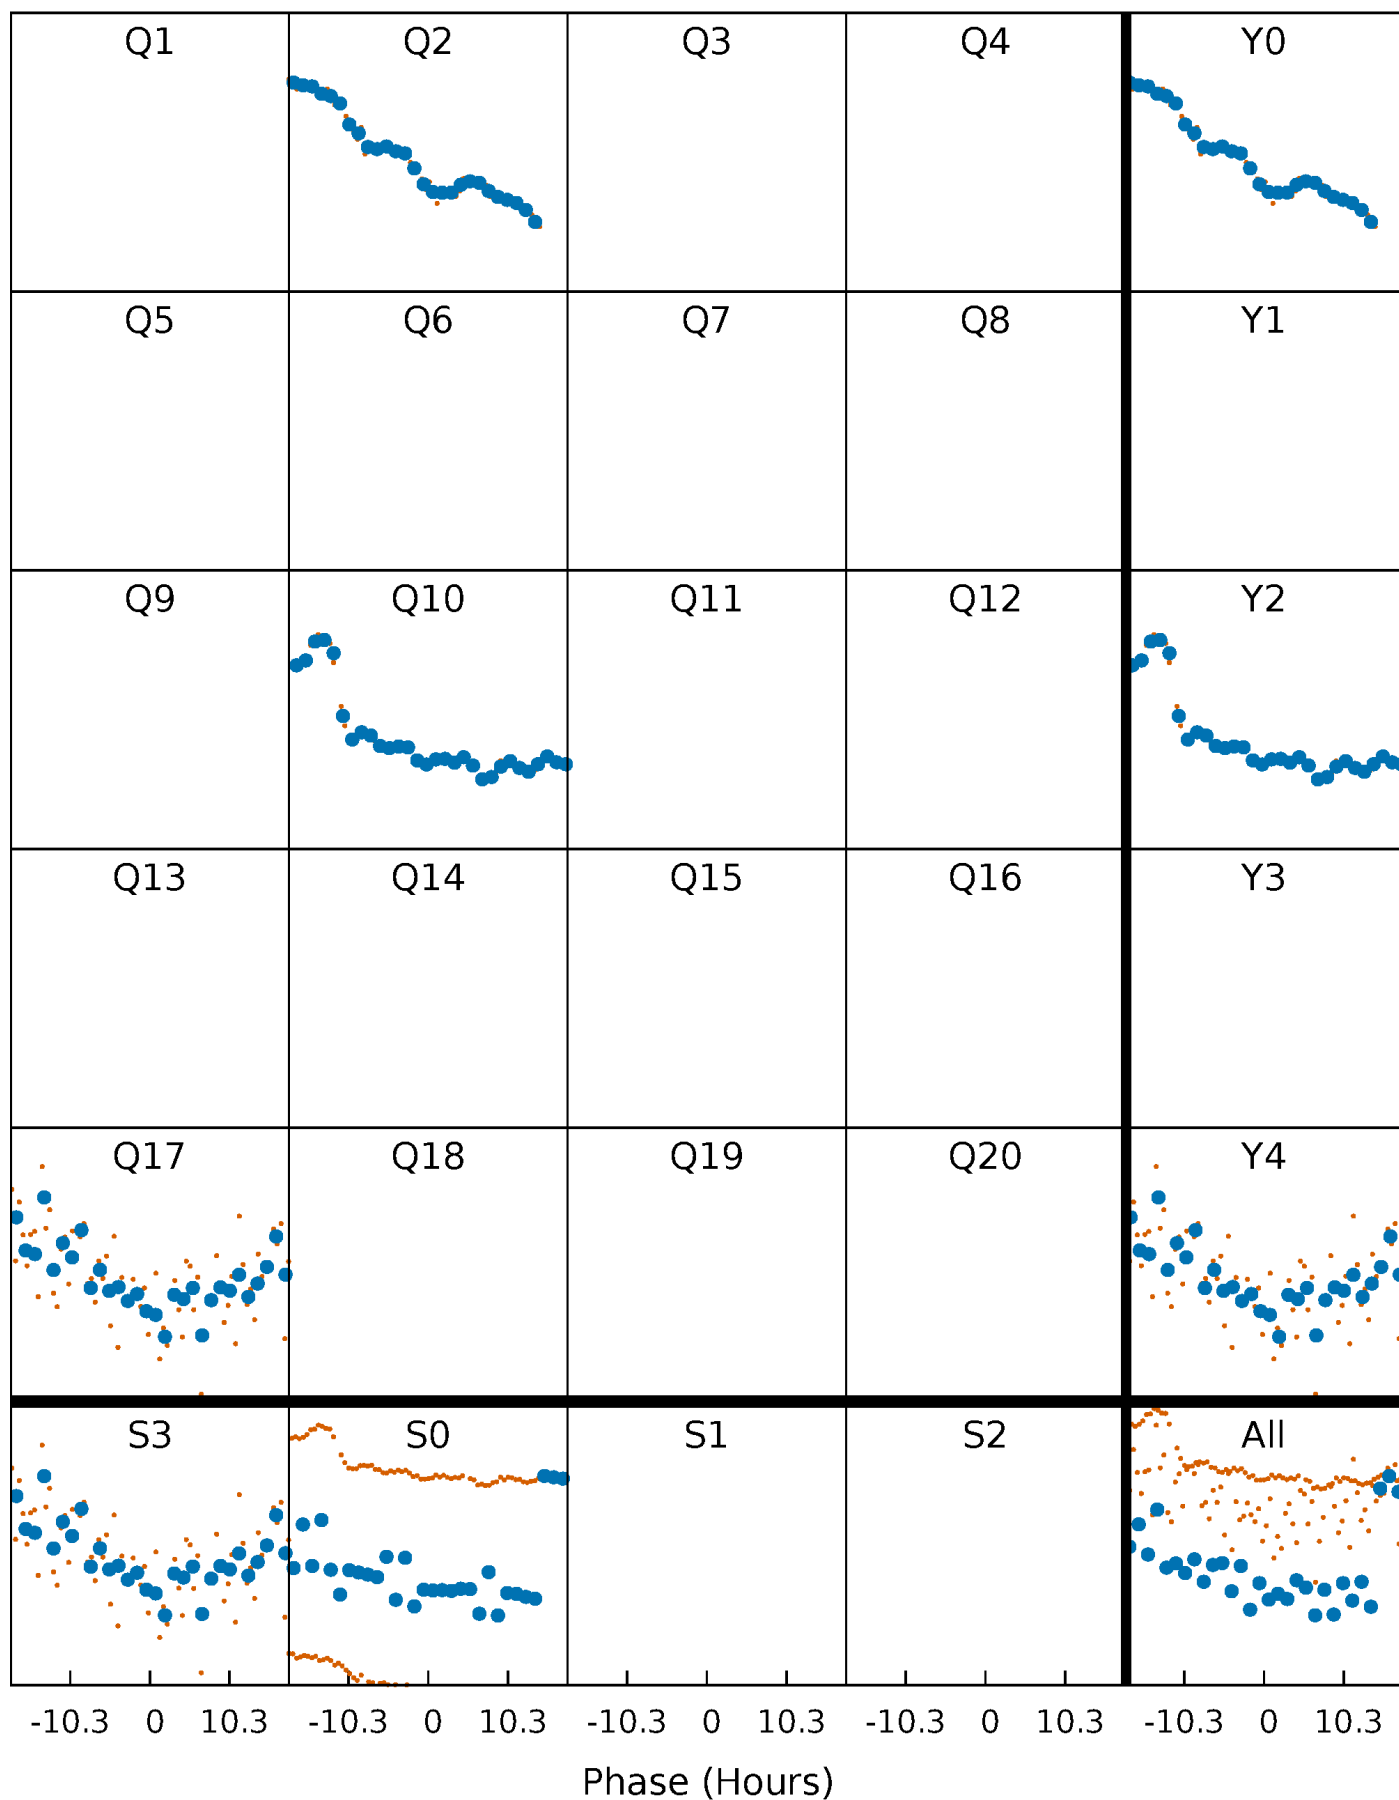 Q1 Q2 Q3 Q4 Y0
Q5 Q6 Q7 Q8 Y1
Q9 Q10 Q11 Q12 Y2
Q13 Q14 Q15 Q16 Y3
Q17 Q18 Q19 Q20 Y4
S3 S0 S1 S2 All
-10.3 0 10.3 -10.3 0 10.3 -10.3 0 10.3 -10.3 0 10.3 -10.3 0 10.3
Phase (Hours)